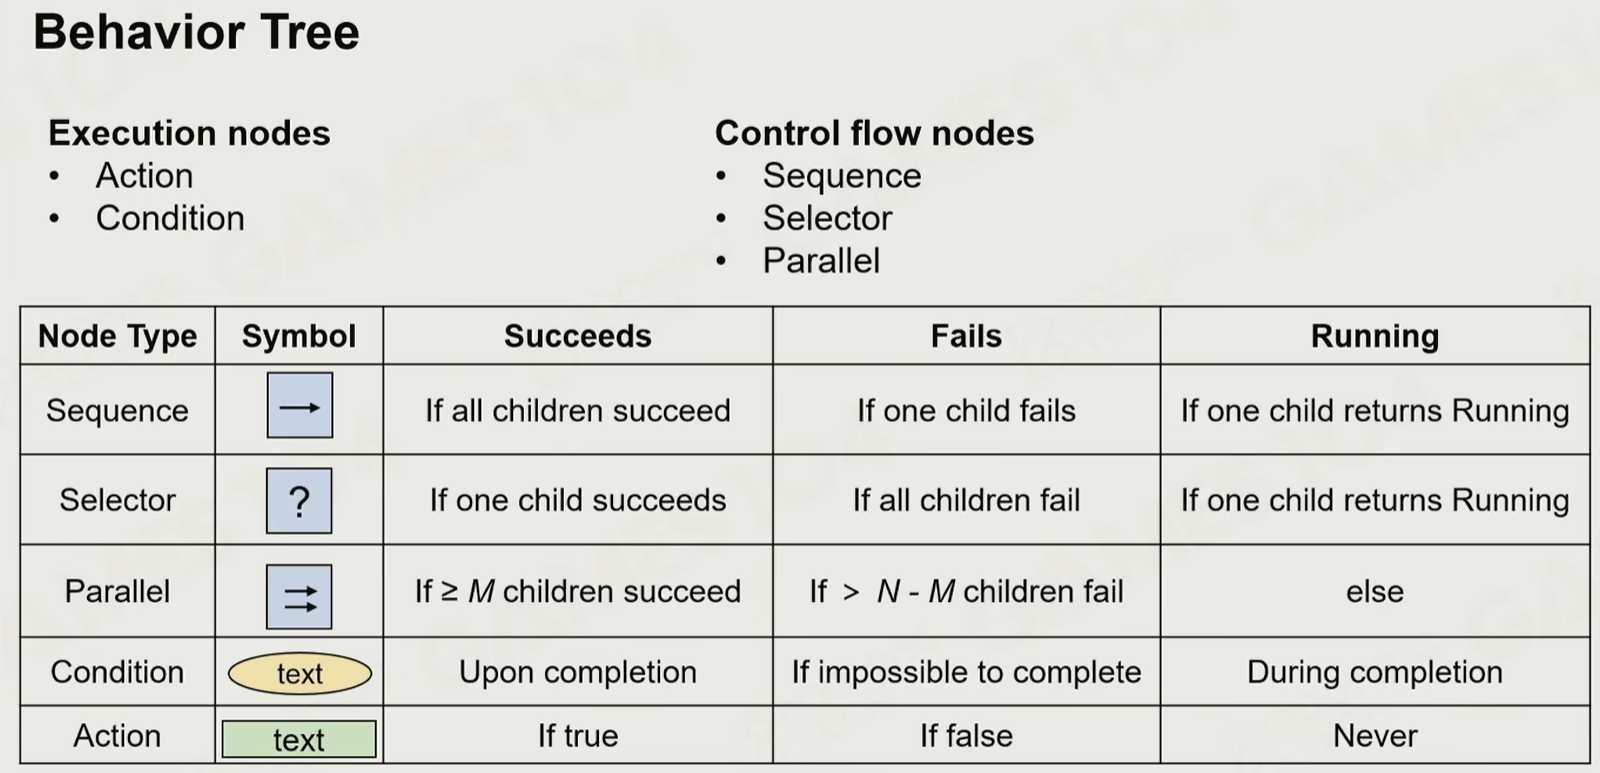 Behavior Tree
Execution nodes
• Action
• Condition
Control flow nodes
• Sequence
• Selector
• Parallel
Node Type Symbol Succeeds Fails Running
Sequence → If all children succeed If one child fails If one child returns Running
Selector ? If one child succeeds If all children fail If one child returns Running
Parallel ⇉ If ≥ M children succeed If > N - M children fail else
Condition text Upon completion If impossible to complete During completion
Action text If true If false Never
GAMES104